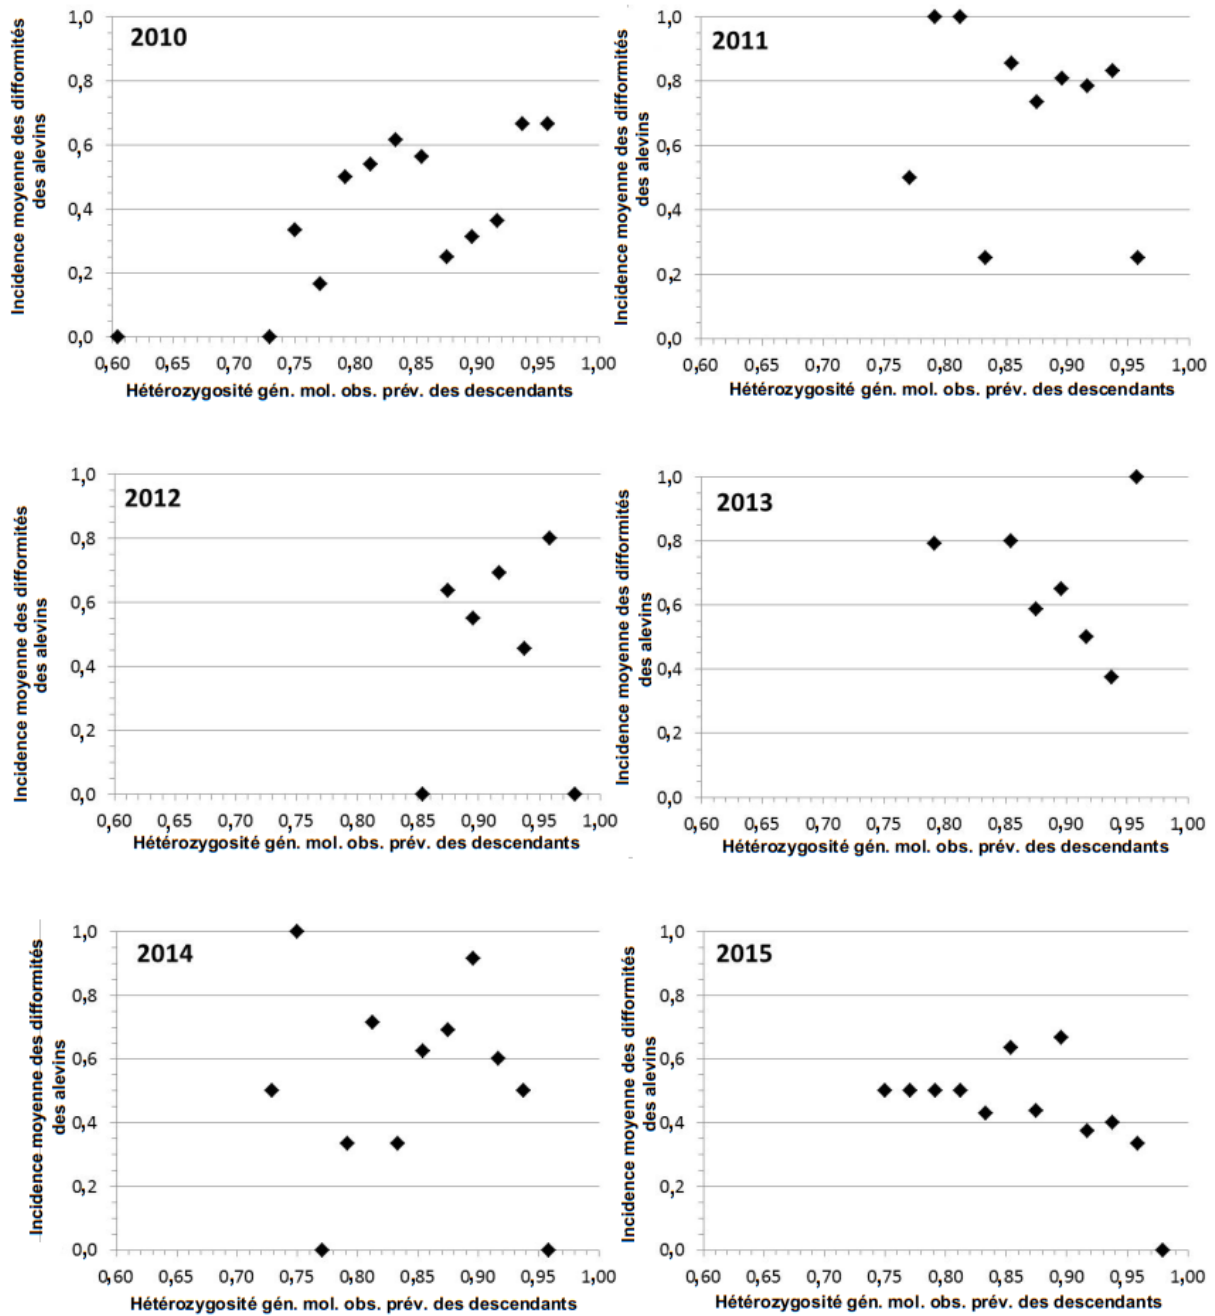 2010
Incidence moyenne des difformités
des alevins
1,0
0,8
0,6
0,4
0,2
0,0
0,60 0,65 0,70 0,75 0,80 0,85 0,90 0,95 1,00
Hétérozygosité gén. mol. obs. prév. des descendants
2011
Incidence moyenne des difformités
des alevins
1,0
0,8
0,6
0,4
0,2
0,0
0,60 0,65 0,70 0,75 0,80 0,85 0,90 0,95 1,00
Hétérozygosité gén. mol. obs. prév. des descendants
2012
Incidence moyenne des difformités
des alevins
1,0
0,8
0,6
0,4
0,2
0,0
0,60 0,65 0,70 0,75 0,80 0,85 0,90 0,95 1,00
Hétérozygosité gén. mol. obs. prév. des descendants
2013
Incidence moyenne des difformités
des alevins
1,0
0,8
0,6
0,4
0,2
0,0
0,60 0,65 0,70 0,75 0,80 0,85 0,90 0,95 1,00
Hétérozygosité gén. mol. obs. prév. des descendants
2014
Incidence moyenne des difformités
des alevins
1,0
0,8
0,6
0,4
0,2
0,0
0,60 0,65 0,70 0,75 0,80 0,85 0,90 0,95 1,00
Hétérozygosité gén. mol. obs. prév. des descendants
2015
Incidence moyenne des difformités
des alevins
1,0
0,8
0,6
0,4
0,2
0,0
0,60 0,65 0,70 0,75 0,80 0,85 0,90 0,95 1,00
Hétérozygosité gén. mol. obs. prév. des descendants